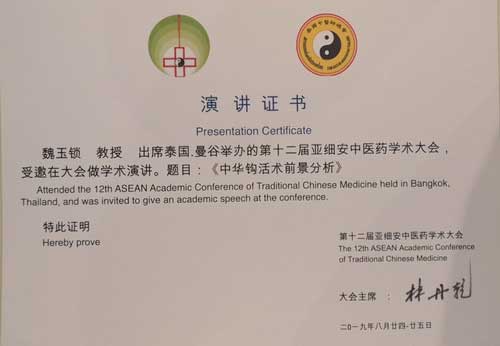 演讲证书
Presentation Certificate
魏玉锁 教授 出席泰国.曼谷举办的第十二届亚细安中医药学术大会，
受邀在大会做学术演讲。题目：《中华钩活术前景分析》
Attended the 12th ASEAN Academic Conference of Traditional Chinese Medicine held in Bangkok,
Thailand, and was invited to give an academic speech at the conference.
特此证明
Hereby prove
第十二届亚细安中医药学术大会
The 12th ASEAN Academic Conference
of Traditional Chinese Medicine
大会主席 ： 林丹乾
二0一九年八月廿四-廿五日